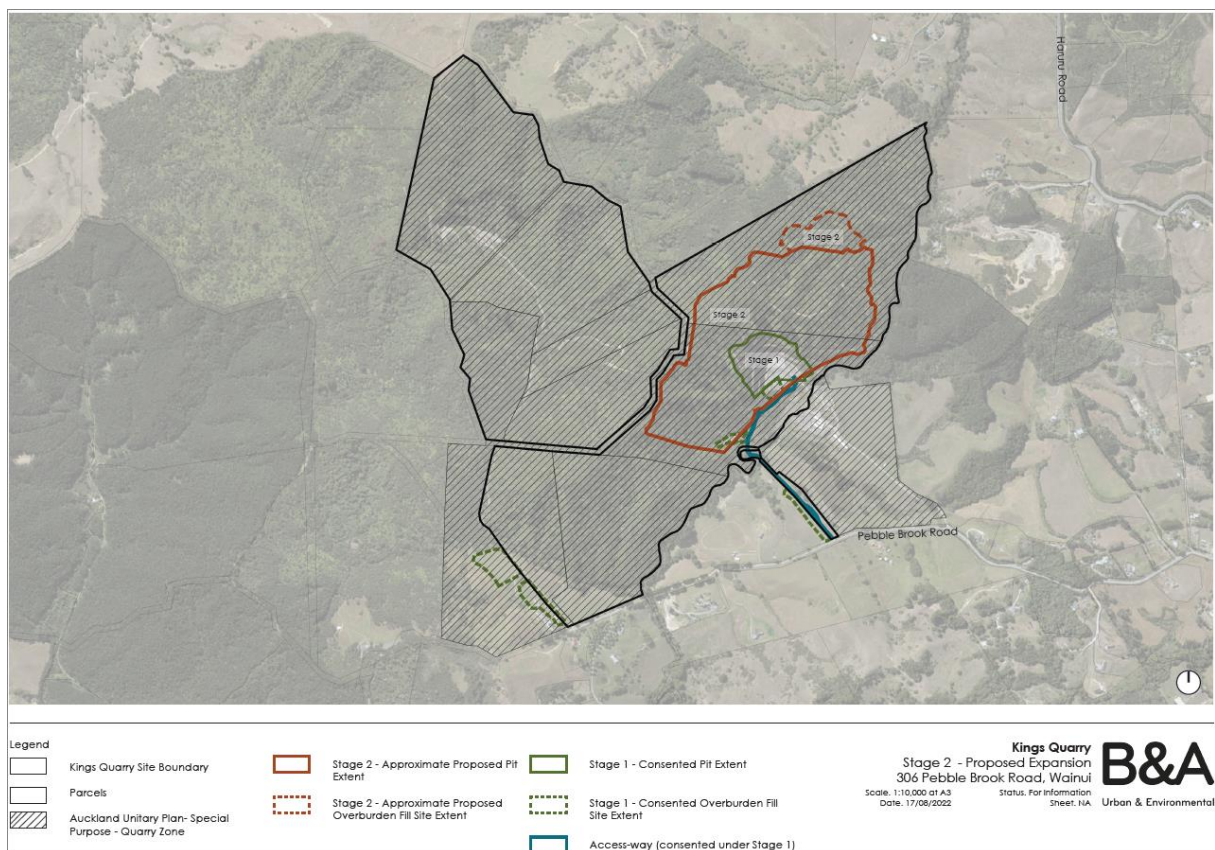 Haruru Road
Stage 2
Stage 2
Stage 1
Pebble Brook Road
Legend
Kings Quarry Site Boundary
Parcels
Auckland Unitary Plan- Special
Purpose - Quarry Zone
Stage 2 - Approximate Proposed Pit
Extent
Stage 2 - Approximate Proposed
Overburden Fill Site Extent
Stage 1 - Consented Pit Extent
Stage 1 - Consented Overburden Fill
Site Extent
Access-way (consented under Stage 1)
Kings Quarry
Stage 2 - Proposed Expansion
306 Pebble Brook Road, Wainui
Scale. 1:10,000 at A3
Status. For Information
Date. 17/08/2022
Sheet. NA
B&A
Urban & Environmental